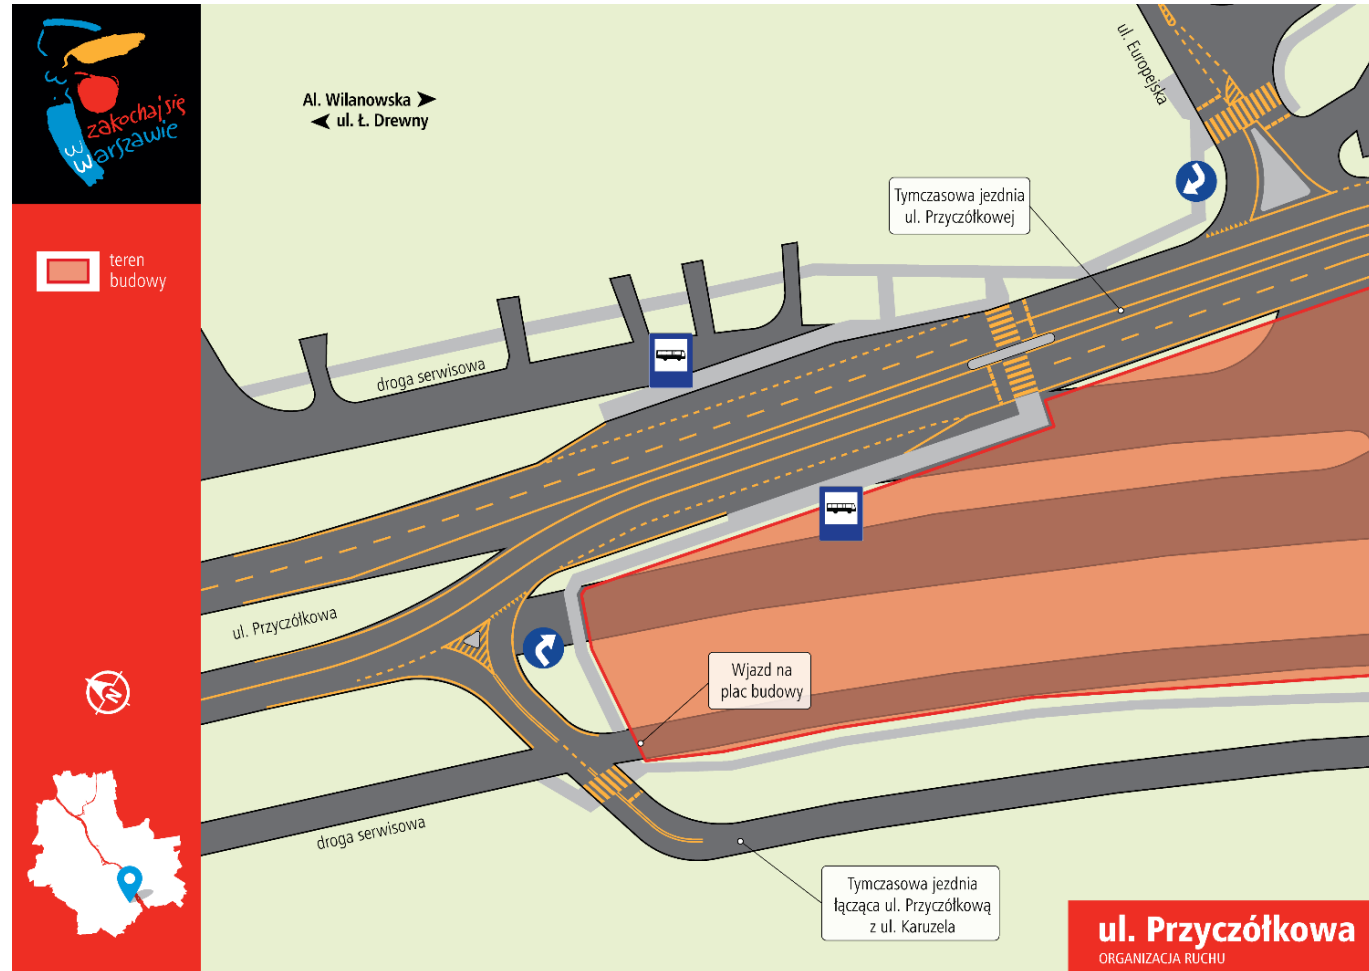 zakochaj się
w warszawie
teren
budowy
Al. Wilanowska
ul. Ł. Drewny
ul. Europejska
Tymczasowa jezdnia
ul. Przyczółkowej
droga serwisowa
ul. Przyczółkowa
Wjazd na
plac budowy
droga serwisowa
Tymczasowa jezdnia
łącząca ul. Przyczółkową
z ul. Karuzela
N
ul. Przyczółkowa
ORGANIZACJA RUCHU